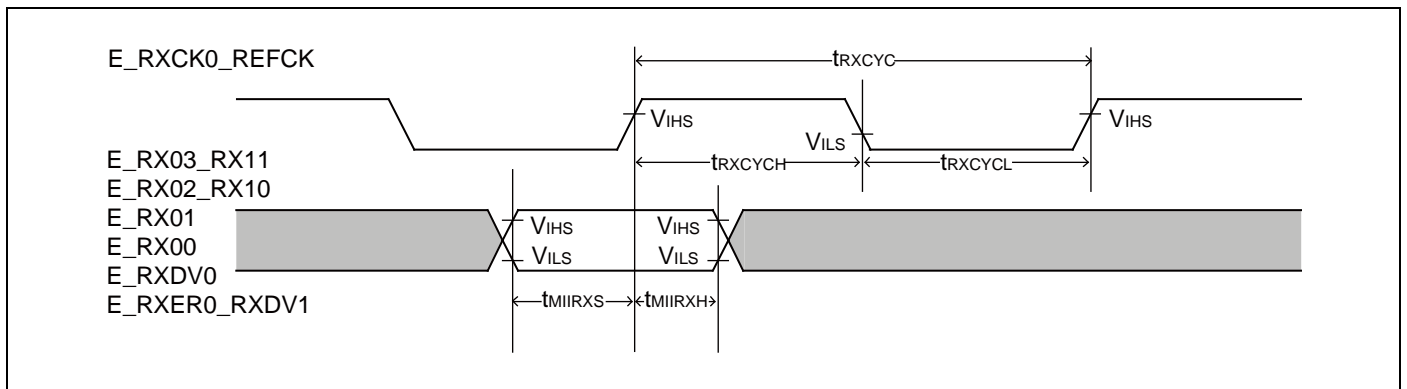 E_RXCK0_REFCK
tRXCYC
VIHS
VILS
VIHS
E_RX03_RX11
tRXCYCH
tRXCYCL
E_RX02_RX10
E_RX01
VIHS
VIHS
E_RX00
VILS
VILS
E_RXDV0
E_RXER0_RXDV1
tMIIRXS
tMIIRXH